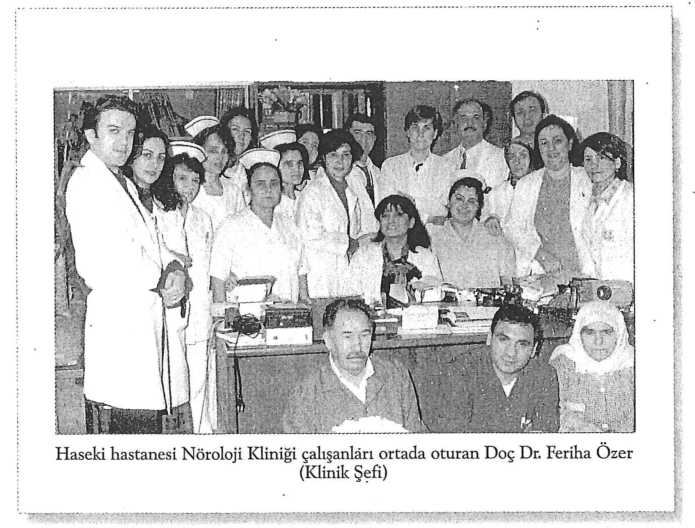 Haseki hastanesi Nöroloji Kliniği çalışanları ortada oturan Doç Dr. Feriha Özer
(Klinik Şefi)